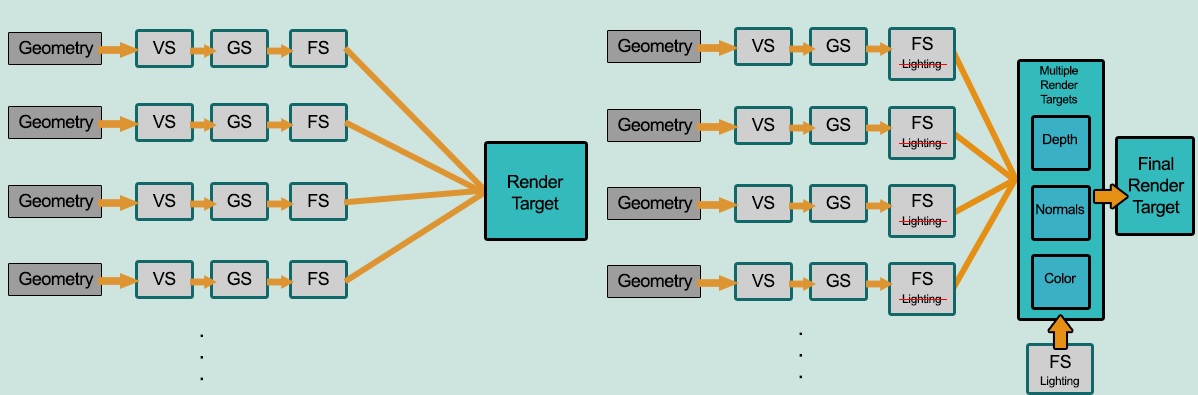 Geometry VS GS FS
Geometry VS GS FS
Geometry VS GS FS
Geometry VS GS FS
Render
Target
Geometry VS GS FS
Lighting
Geometry VS GS FS
Lighting
Geometry VS GS FS
Lighting
Geometry VS GS FS
Lighting
Multiple
Render
Targets
Depth
Normals
Color
FS
Lighting
Final
Render
Target